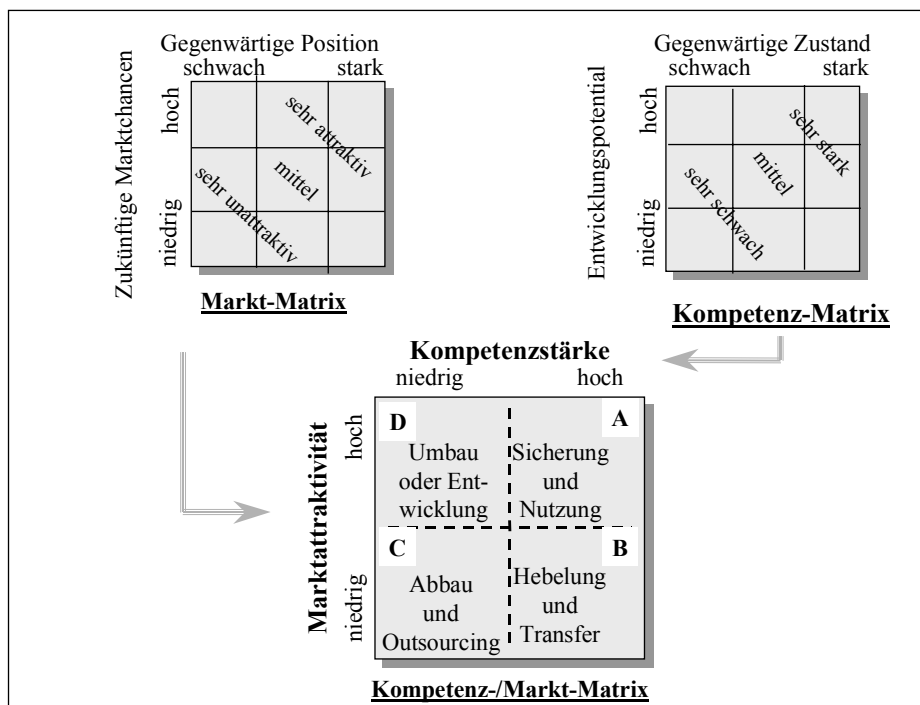 Gegenwärtige Position
schwach stark
Zukünftige Marktchancen
hoch
niedrig
sehr attraktiv
mittel
sehr unattraktiv
Markt-Matrix
Gegenwärtige Zustand
schwach stark
Entwicklungspotential
hoch
niedrig
sehr stark
mittel
sehr schwach
Kompetenz-Matrix
Kompetenzstärke
niedrig hoch
Marktattraktivität
hoch
niedrig
D
Umbau
oder Ent-
wicklung
A
Sicherung
und
Nutzung
C
Abbau
und
Outsourcing
B
Hebelung
und
Transfer
Kompetenz-/Markt-Matrix